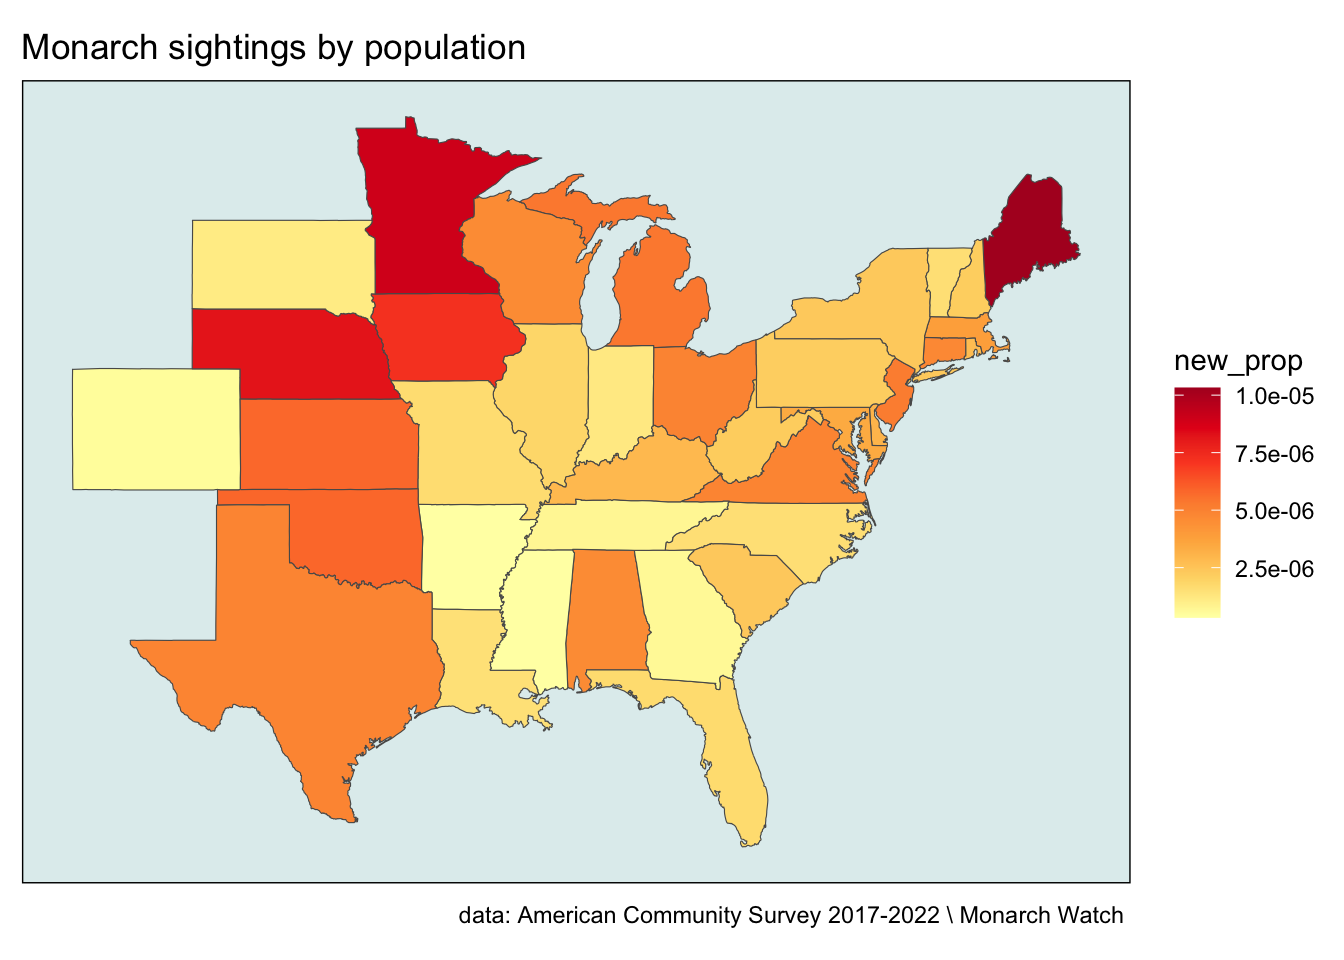 Monarch sightings by population
new_prop
1.0e-05
7.5e-06
5.0e-06
2.5e-06
data: American Community Survey 2017-2022 \ Monarch Watch